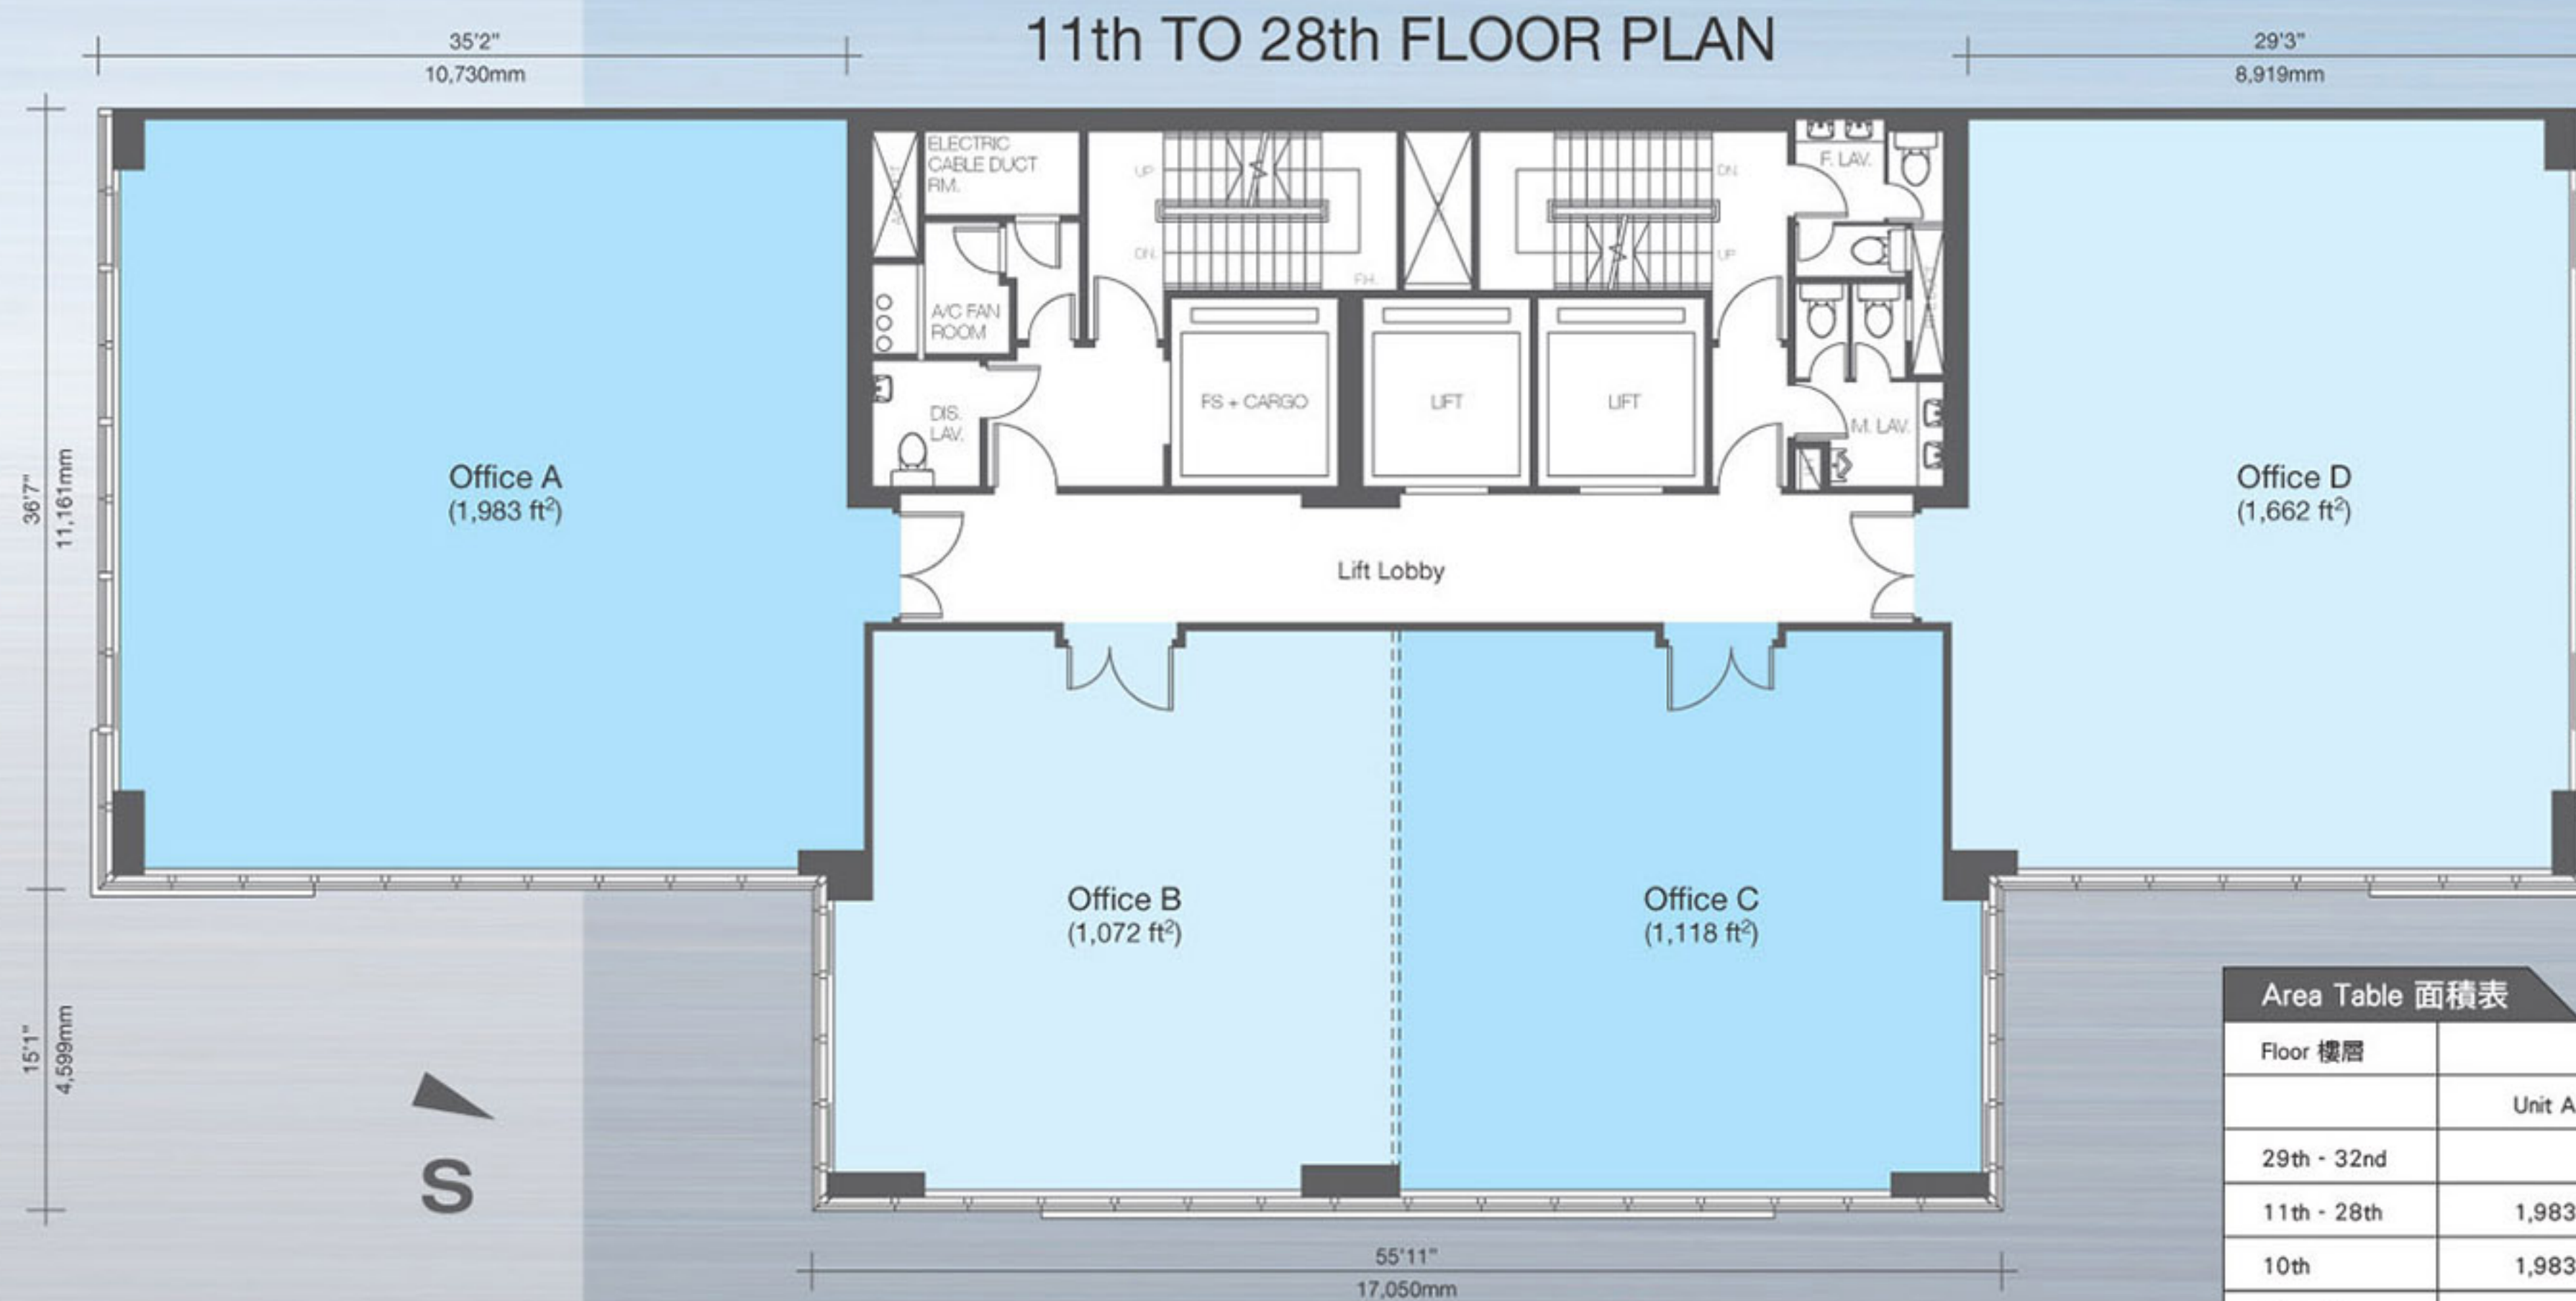 11th TO 28th FLOOR PLAN
35'2"
10,730mm
29'3"
8,919mm
36'7"
11,161mm
15'1"
4,599mm
ELECTRIC
CABLE DUCT
RM.
A/C FAN
ROOM
DIS.
LAV.
UP
DN.
F.H.
DN.
UP
F. LAV.
M. LAV.
FS + CARGO
LIFT
LIFT
Lift Lobby
Office A
(1,983 ft²)
Office D
(1,662 ft²)
Office B
(1,072 ft²)
Office C
(1,118 ft²)
S
55'11"
17,050mm
Area Table 面積表
Floor 樓層
Unit A
29th - 32nd
11th - 28th 1,983
10th 1,983